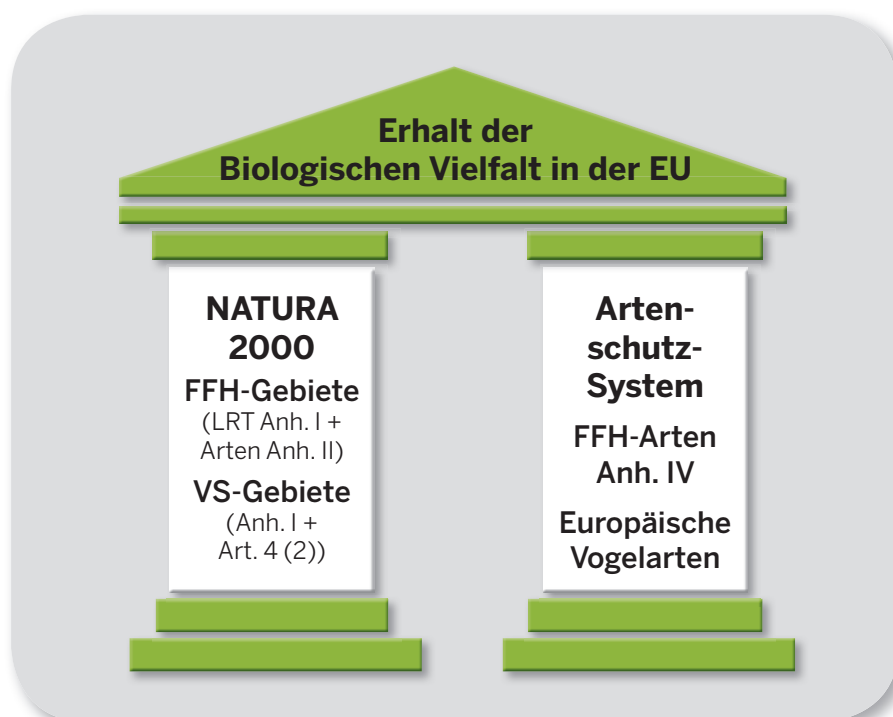 Erhalt der
Biologischen Vielfalt in der EU
NATURA
2000
FFH-Gebiete
(LRT Anh. I +
Arten Anh. II)
VS-Gebiete
(Anh. I +
Art. 4 (2))
Arten-
schutz-
System
FFH-Arten
Anh. IV
Europäische
Vogelarten